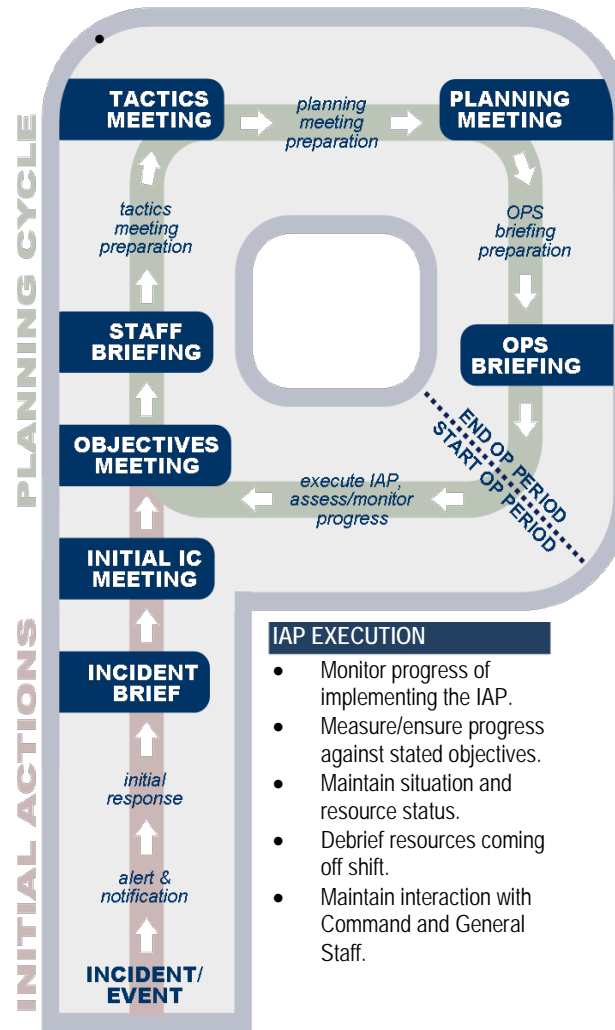 TACTICS
MEETING
planning
meeting
preparation
PLANNING
MEETING
tactics
meeting
preparation
OPS
briefing
preparation
STAFF
BRIEFING
OPS
BRIEFING
OBJECTIVES
MEETING
execute IAP,
assess/monitor
progress
END OP PERIOD
START OP PERIOD
INITIAL IC
MEETING
INCIDENT
BRIEF
initial
response
alert &
notification
INCIDENT/
EVENT
PLANNING CYCLE
INITIAL ACTIONS
IAP EXECUTION
• Monitor progress of
implementing the IAP.
• Measure/ensure progress
against stated objectives.
• Maintain situation and
resource status.
• Debrief resources coming
off shift.
• Maintain interaction with
Command and General
Staff.